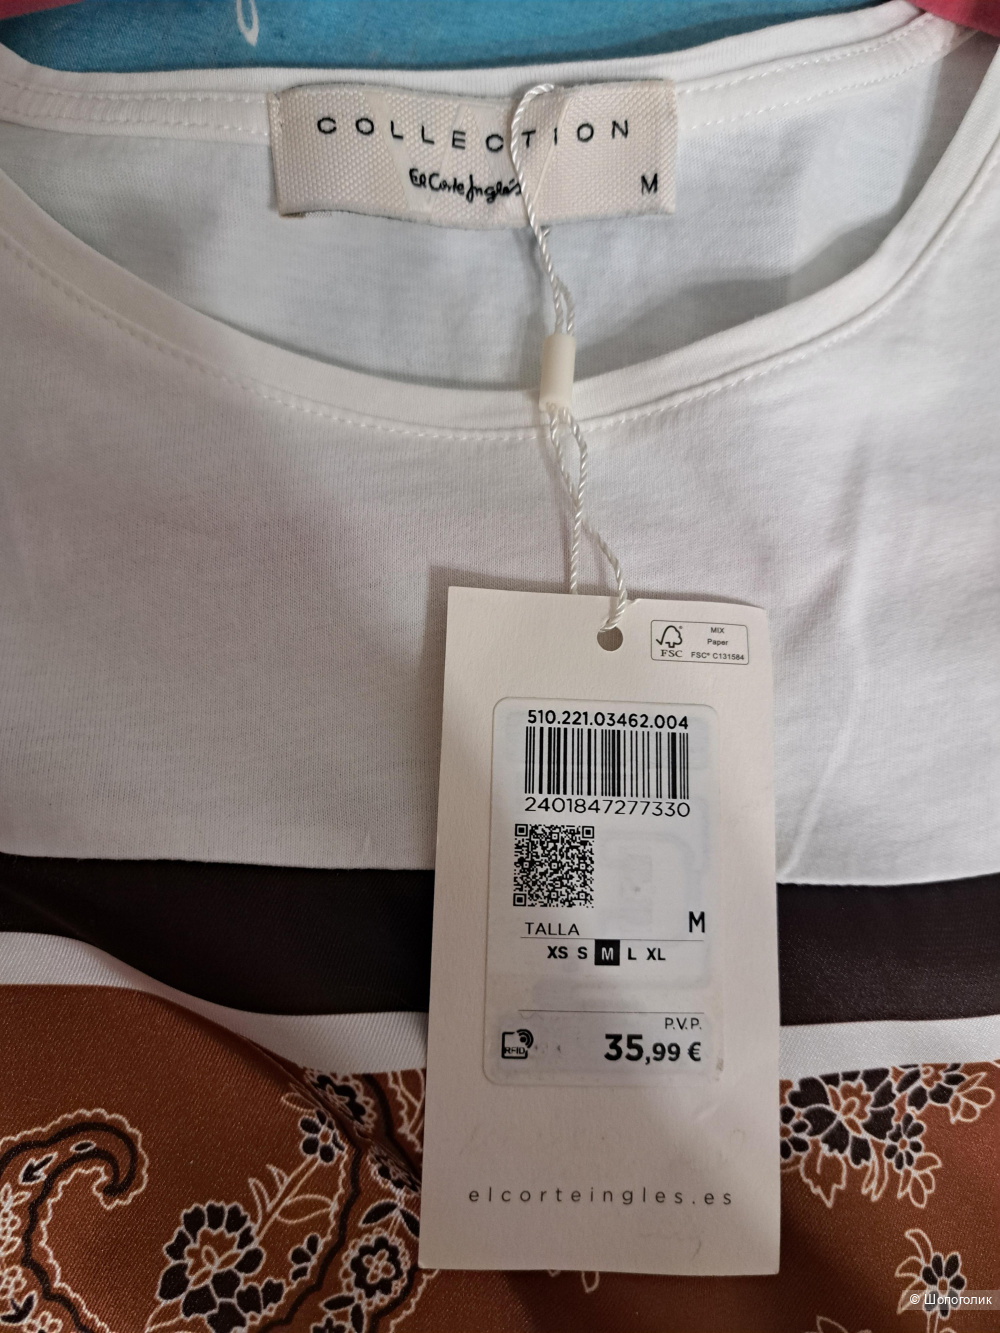 COLLECTION
El Corte Inglés
M
MIX
Paper
FSC
FSC® C131584
510.221.03462.004
2401847277330
TALLA M
XS S M L XL
P.V.P.
RFID
35,99 €
elcorteingles.es
© Шопоголик